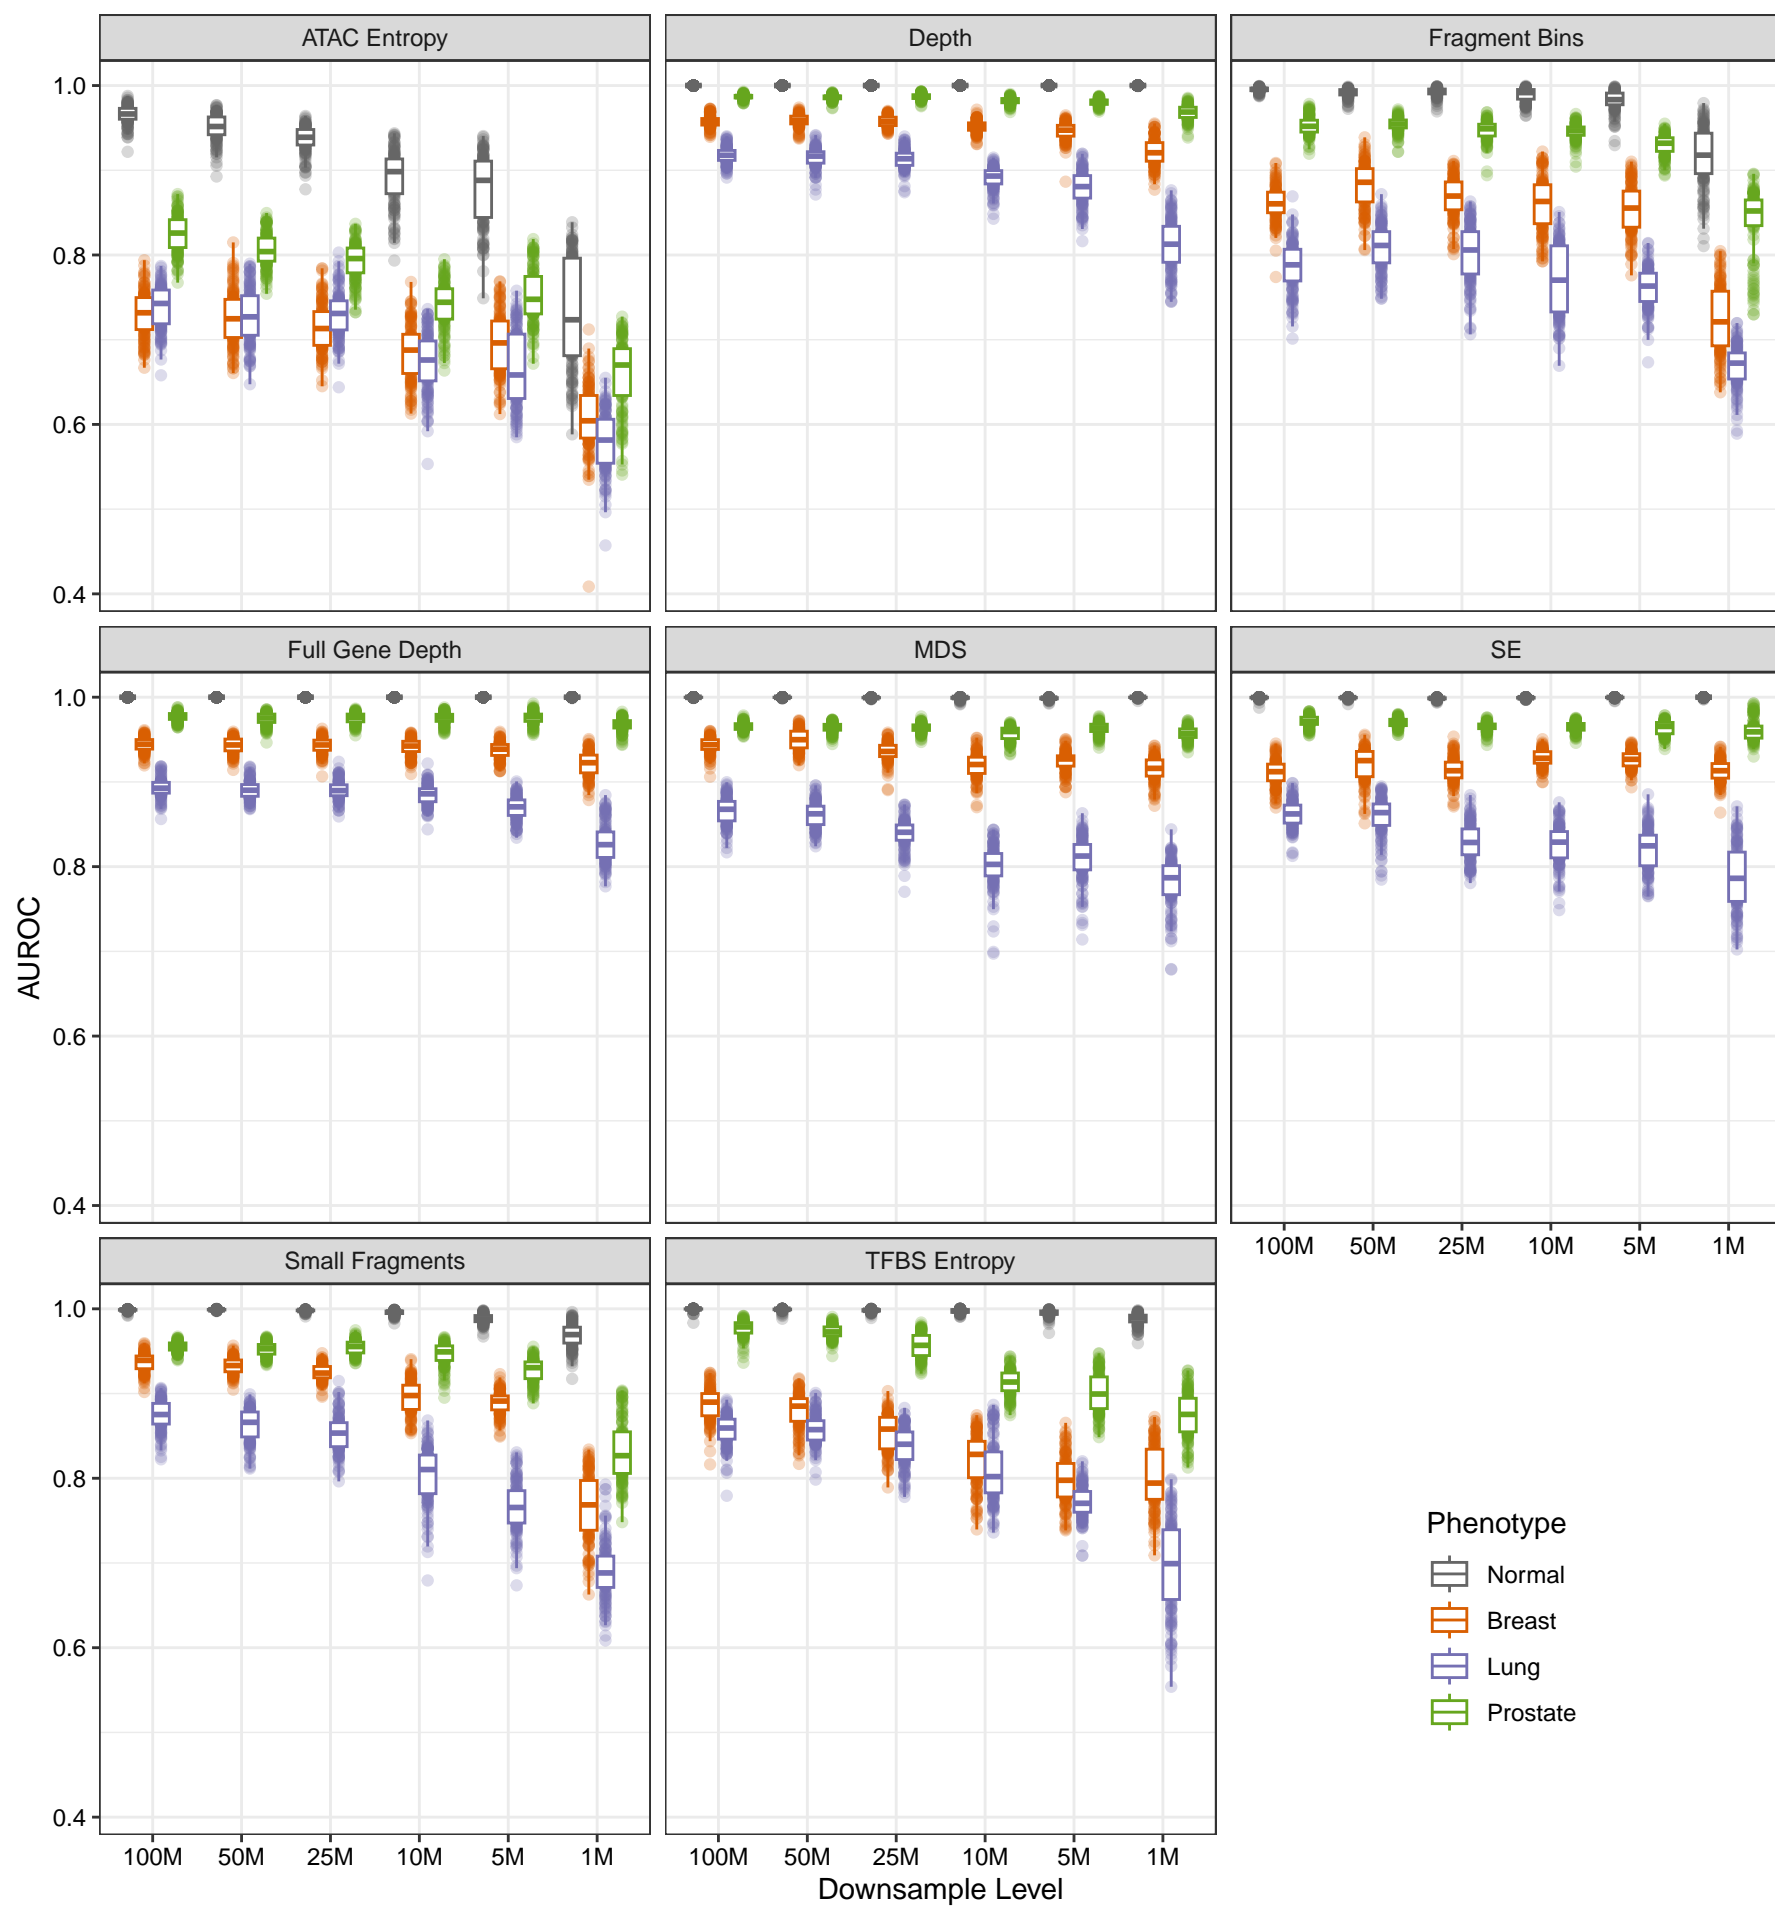 ATAC Entropy
Depth
Fragment Bins
1.0
0.8
0.6
0.4
Full Gene Depth
MDS
SE
1.0
0.8
0.6
0.4
AUROC
100M 50M 25M 10M 5M 1M
Small Fragments
TFBS Entropy
1.0
0.8
0.6
0.4
100M 50M 25M 10M 5M 1M
100M 50M 25M 10M 5M 1M
Downsample Level
Phenotype
Normal
Breast
Lung
Prostate